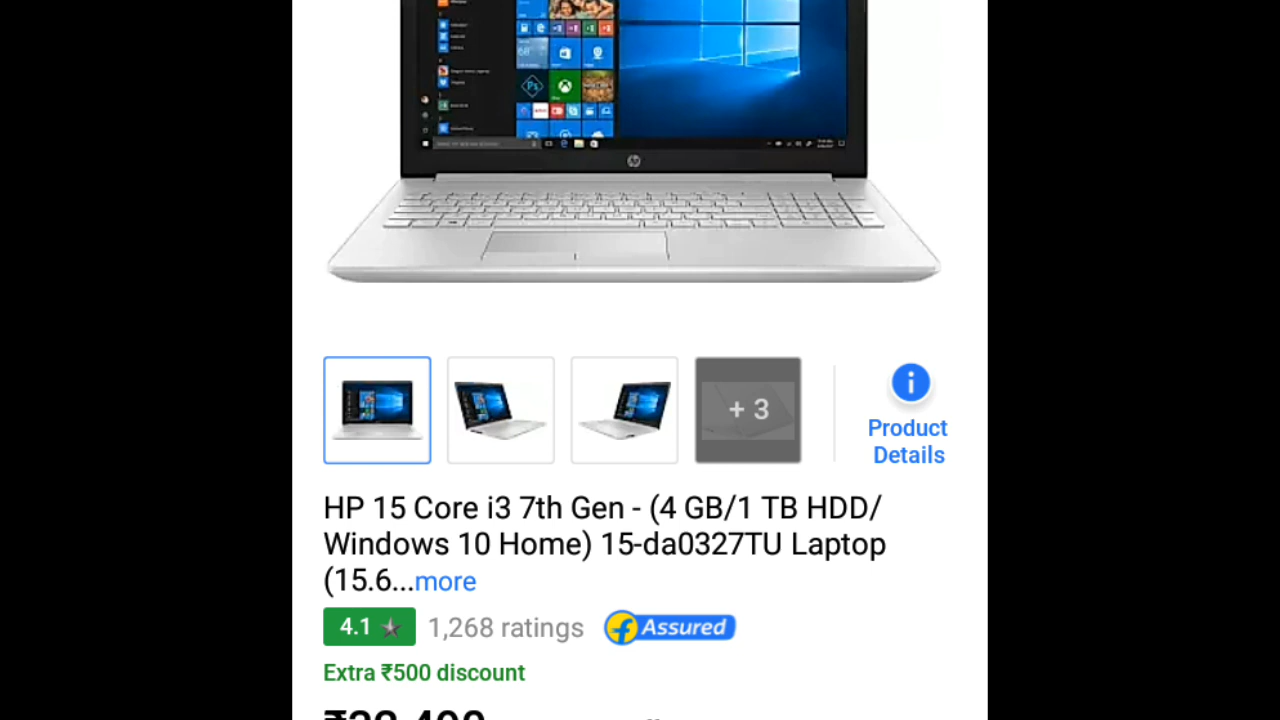 hp
+ 3
Product
Details
HP 15 Core i3 7th Gen - (4 GB/1 TB HDD/
Windows 10 Home) 15-da0327TU Laptop
(15.6...more
4.1 ★ 1,268 ratings Assured
Extra ₹500 discount